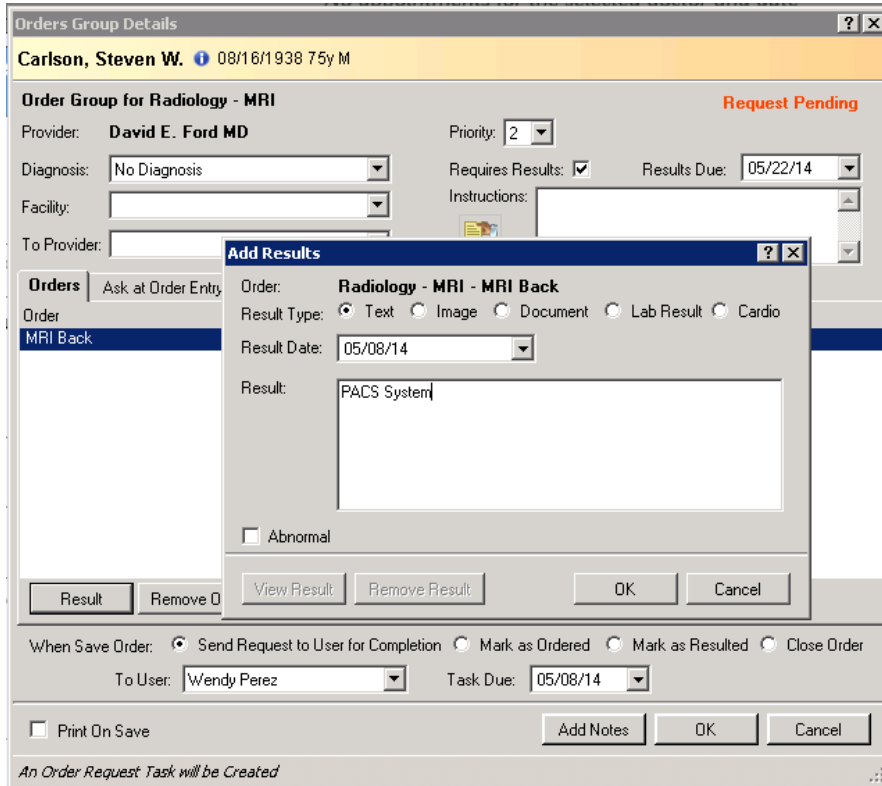 Orders Group Details
Carlson, Steven W. 08/16/1938 75y M
Order Group for Radiology - MRI
Request Pending
Provider: David E. Ford MD
Priority: 2
Diagnosis: No Diagnosis
Requires Results:
Results Due: 05/22/14
Facility:
Instructions:
To Provider:
Add Results
Orders
Ask at Order Entry
Order
MRI Back
Order: Radiology - MRI - MRI Back
Result Type: Text Image Document Lab Result Cardio
Result Date: 05/08/14
Result: PACS System
Abnormal
View Result
Remove Result
OK
Cancel
Result
Remove O
When Save Order: Send Request to User for Completion Mark as Ordered Mark as Resulted Close Order
To User: Wendy Perez
Task Due: 05/08/14
Print On Save
Add Notes
OK
Cancel
An Order Request Task will be Created